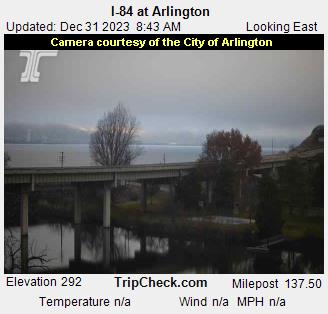 I-84 at Arlington
Updated: Dec 31 2023 8:43 AM Looking East
Camera courtesy of the City of Arlington
Elevation 292 TripCheck.com Milepost 137.50
Temperature n/a Wind n/a MPH n/a